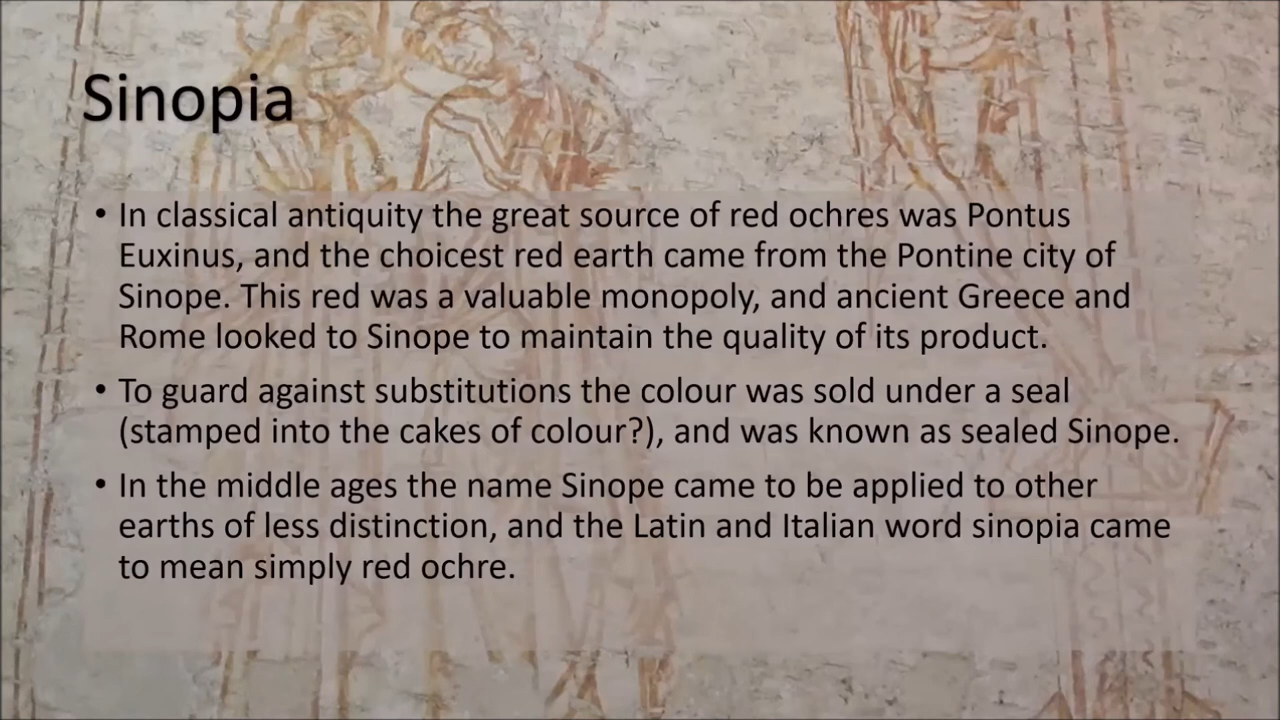 Sinopia
• In classical antiquity the great source of red ochres was Pontus
Euxinus, and the choicest red earth came from the Pontine city of
Sinope. This red was a valuable monopoly, and ancient Greece and
Rome looked to Sinope to maintain the quality of its product.
• To guard against substitutions the colour was sold under a seal
(stamped into the cakes of colour?), and was known as sealed Sinope.
• In the middle ages the name Sinope came to be applied to other
earths of less distinction, and the Latin and Italian word sinopia came
to mean simply red ochre.